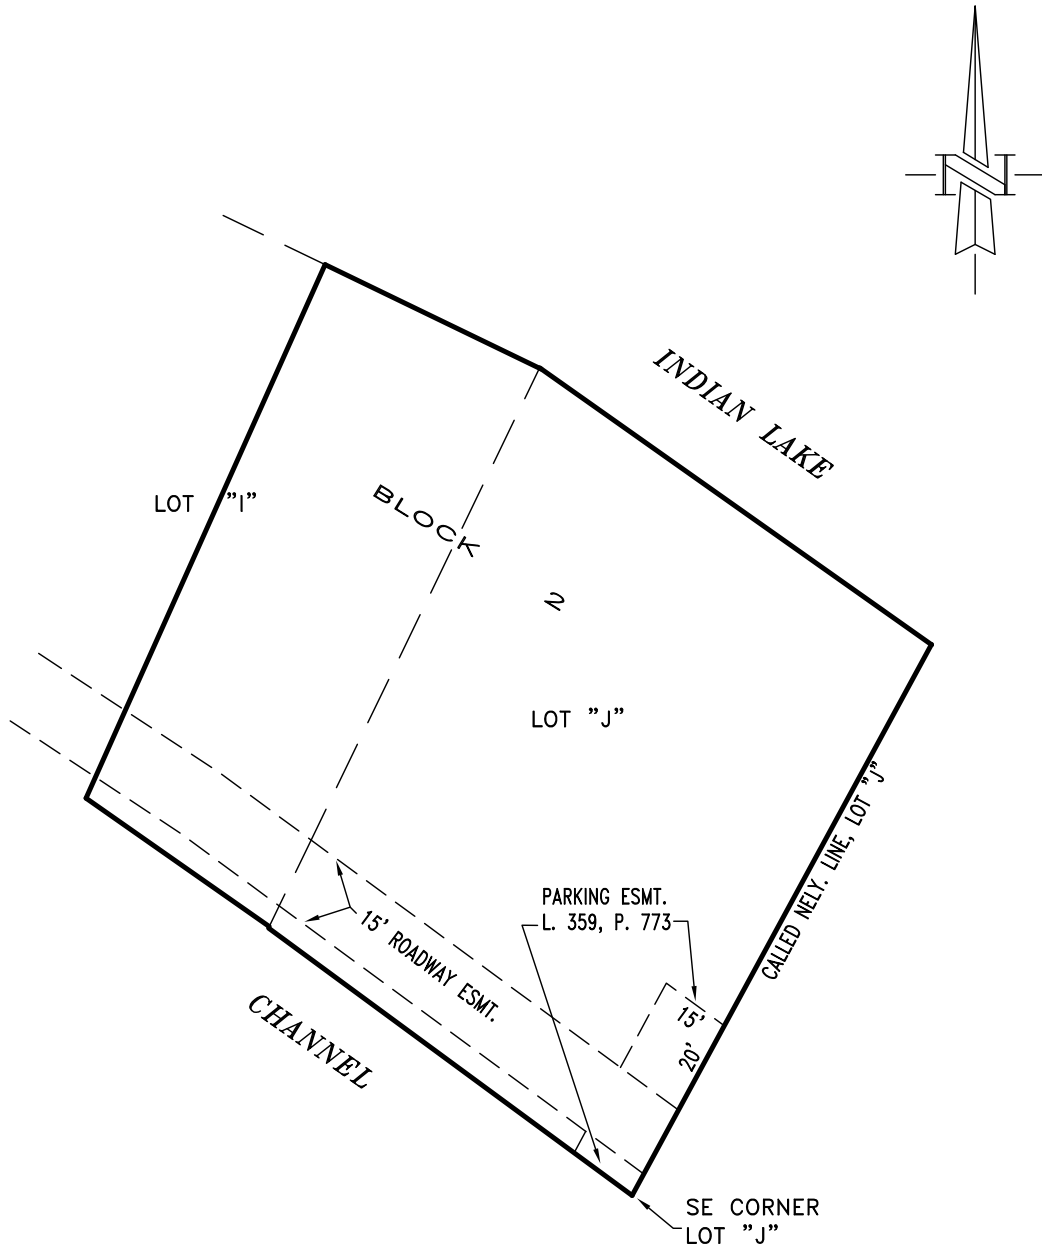 N
INDIAN LAKE
LOT "I"
BLOCK 2
LOT "J"
CALLED NELY. LINE, LOT "J"
PARKING ESMT.
L. 359, P. 773
15' ROADWAY ESMT.
15'
20'
CHANNEL
SE CORNER
LOT "J"